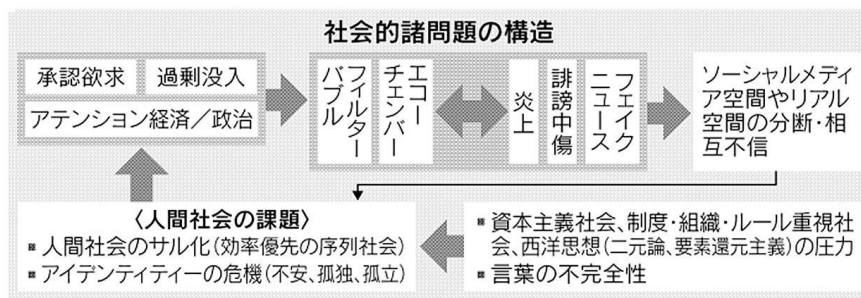 社会的諸問題の構造
承認欲求
過剰没入
アテンション経済／政治
フィルター
バブル
エコー
チェンバー
炎上
誹謗中傷
フェイク
ニュース
ソーシャルメディ
ア空間やリアル
空間の分断・相
互不信
〈人間社会の課題〉
▪人間社会のサル化(効率優先の序列社会)
▪アイデンティティーの危機(不安、孤独、孤立)
▪資本主義社会、制度・組織・ルール重視社
会、西洋思想(二元論、要素還元主義)の圧力
▪言葉の不完全性